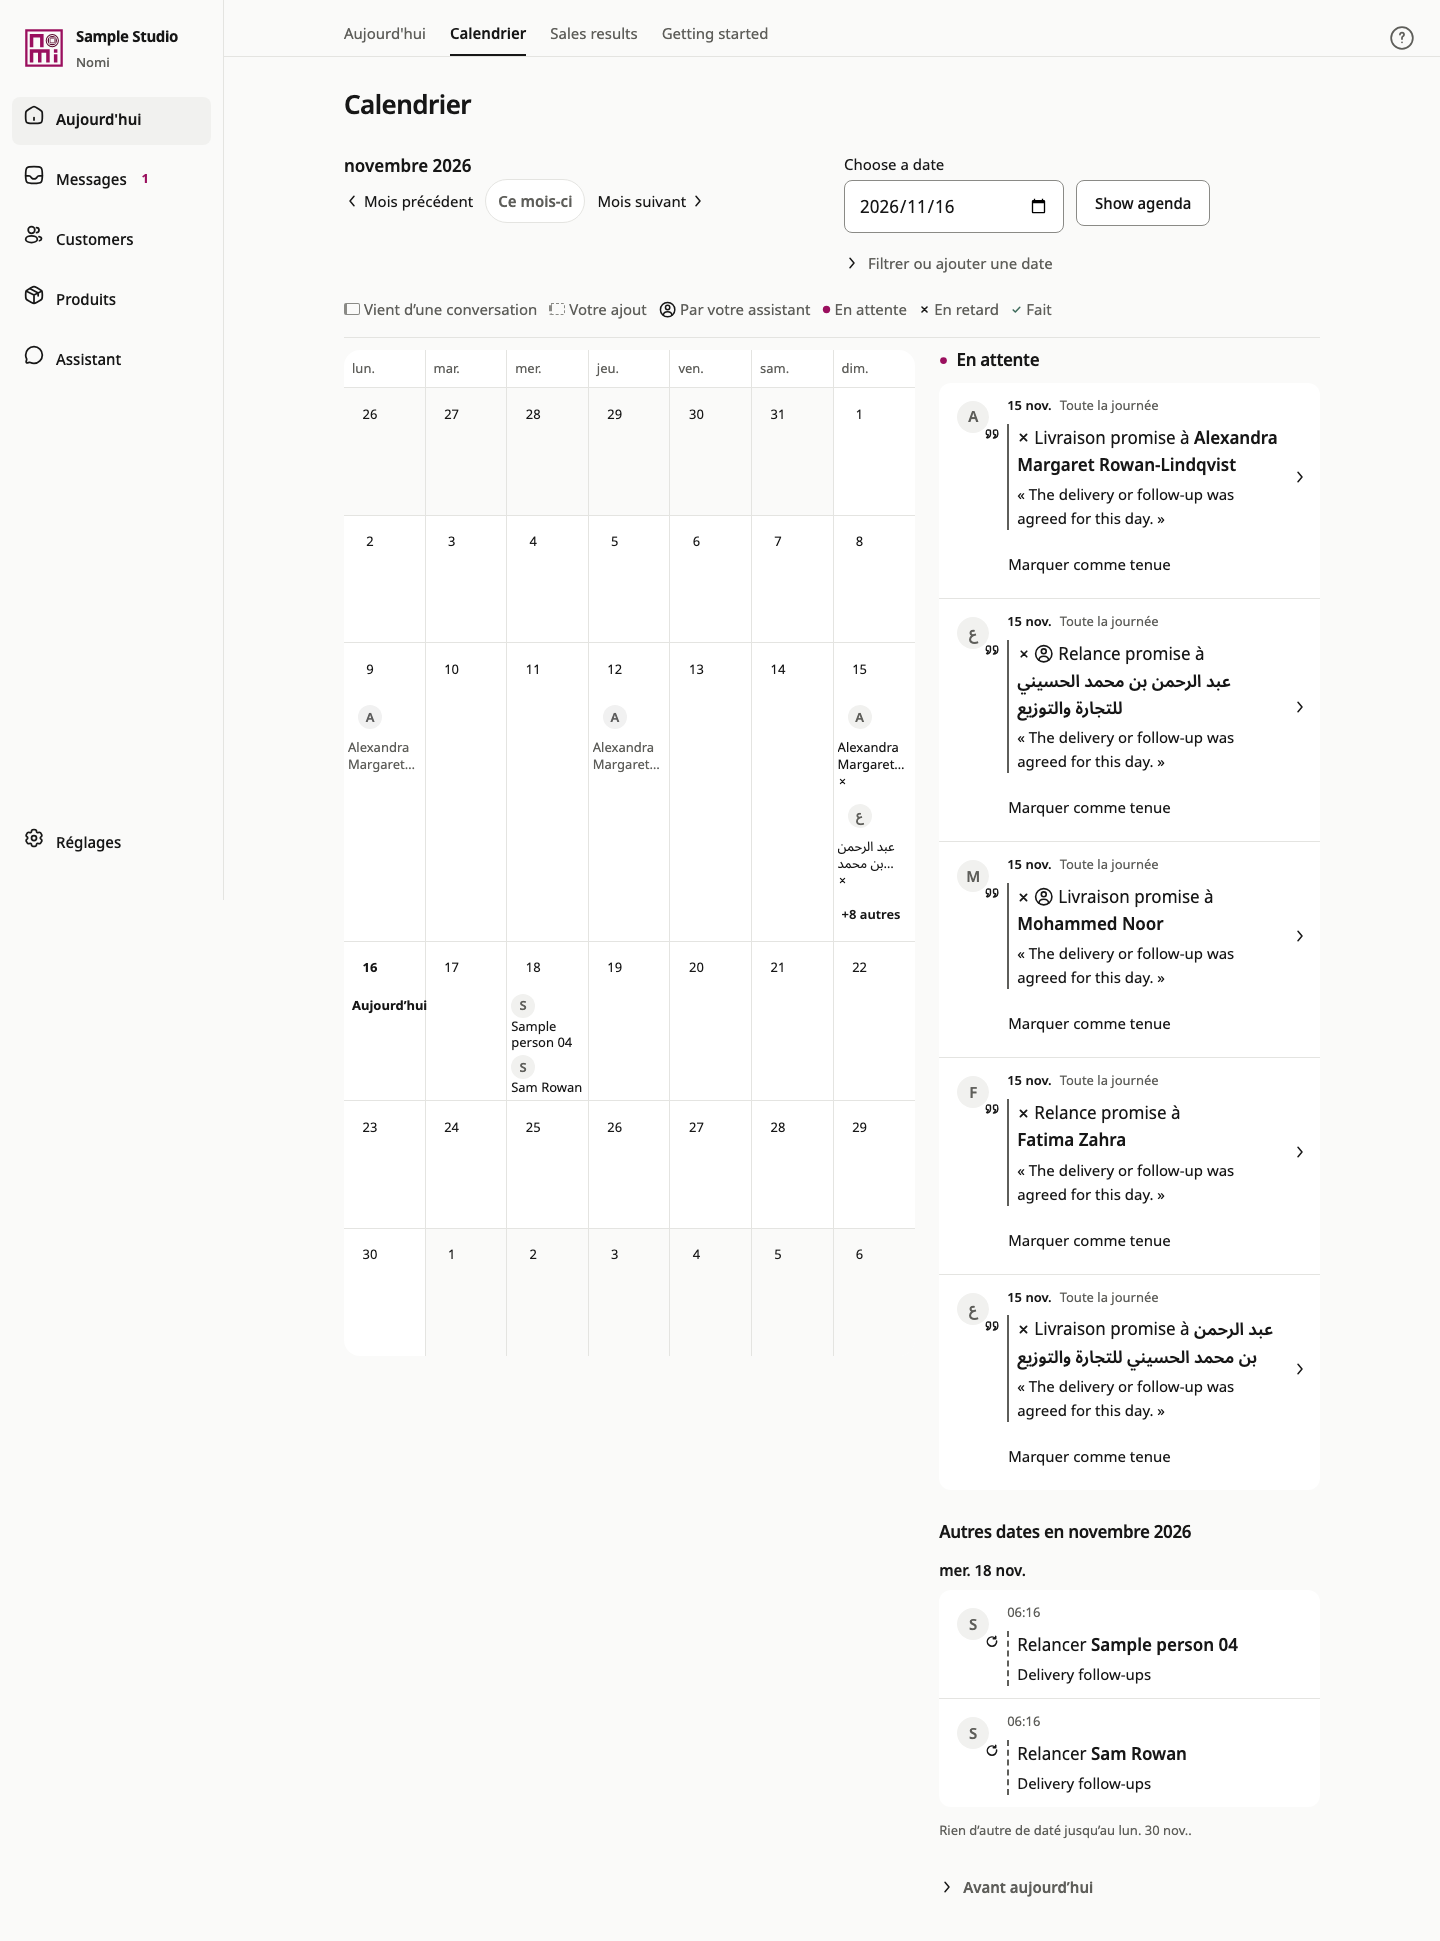 Sample Studio
Nomi
Aujourd'hui
Messages 1
Customers
Produits
Assistant
Réglages
Aujourd'hui Calendrier Sales results Getting started
Calendrier
novembre 2026
Mois précédent Ce mois-ci Mois suivant
Choose a date
2026/11/16 Show agenda
Filtrer ou ajouter une date
Vient d’une conversation Votre ajout Par votre assistant En attente En retard Fait
lun. mar. mer. jeu. ven. sam. dim.
26 27 28 29 30 31 1
2 3 4 5 6 7 8
9 10 11 12 13 14 15
A A A
Alexandra Alexandra Alexandra
Margaret… Margaret… Margaret…
×
ع
عبد الرحمن
بن محمد…
×
+8 autres
16 17 18 19 20 21 22
Aujourd’hui S
Sample
person 04
S
Sam Rowan
23 24 25 26 27 28 29
30 1 2 3 4 5 6
En attente
A 15 nov. Toute la journée
× Livraison promise à Alexandra
Margaret Rowan-Lindqvist
« The delivery or follow-up was
agreed for this day. »
Marquer comme tenue
ع 15 nov. Toute la journée
× Relance promise à
عبد الرحمن بن محمد الحسيني
للتجارة والتوزيع
« The delivery or follow-up was
agreed for this day. »
Marquer comme tenue
M 15 nov. Toute la journée
× Livraison promise à
Mohammed Noor
« The delivery or follow-up was
agreed for this day. »
Marquer comme tenue
F 15 nov. Toute la journée
× Relance promise à
Fatima Zahra
« The delivery or follow-up was
agreed for this day. »
Marquer comme tenue
ع 15 nov. Toute la journée
× Livraison promise à عبد الرحمن
بن محمد الحسيني للتجارة والتوزيع
« The delivery or follow-up was
agreed for this day. »
Marquer comme tenue
Autres dates en novembre 2026
mer. 18 nov.
S 06:16
Relancer Sample person 04
Delivery follow-ups
S 06:16
Relancer Sam Rowan
Delivery follow-ups
Rien d’autre de daté jusqu’au lun. 30 nov..
Avant aujourd’hui